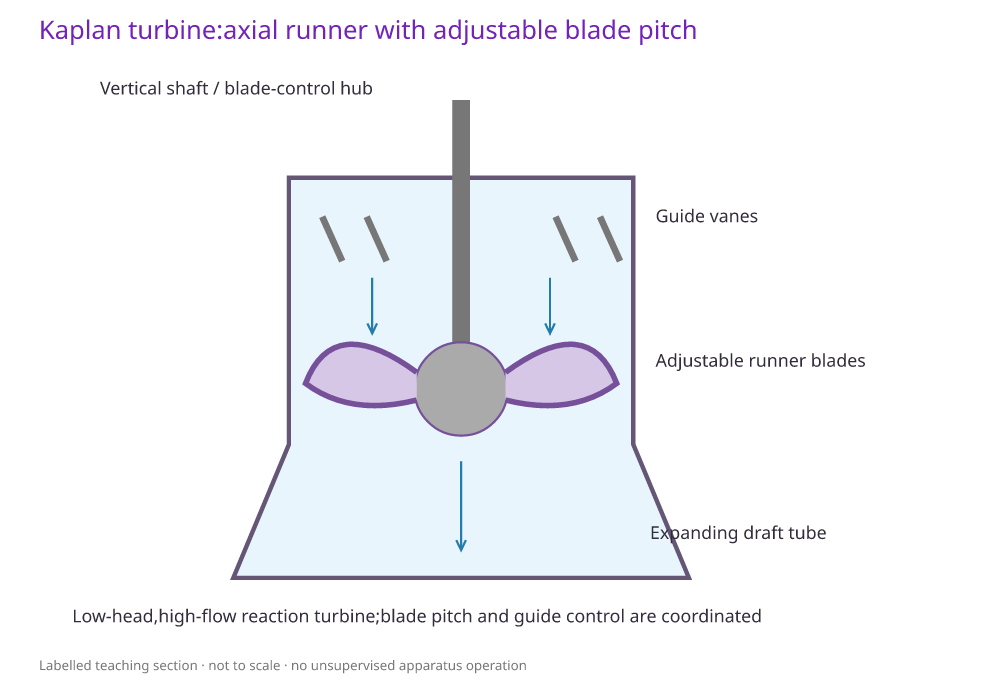 Kaplan turbine:axial runner with adjustable blade pitch
Vertical shaft / blade-control hub
Guide vanes
Adjustable runner blades
Expanding draft tube
Low-head,high-flow reaction turbine;blade pitch and guide control are coordinated
Labelled teaching section · not to scale · no unsupervised apparatus operation